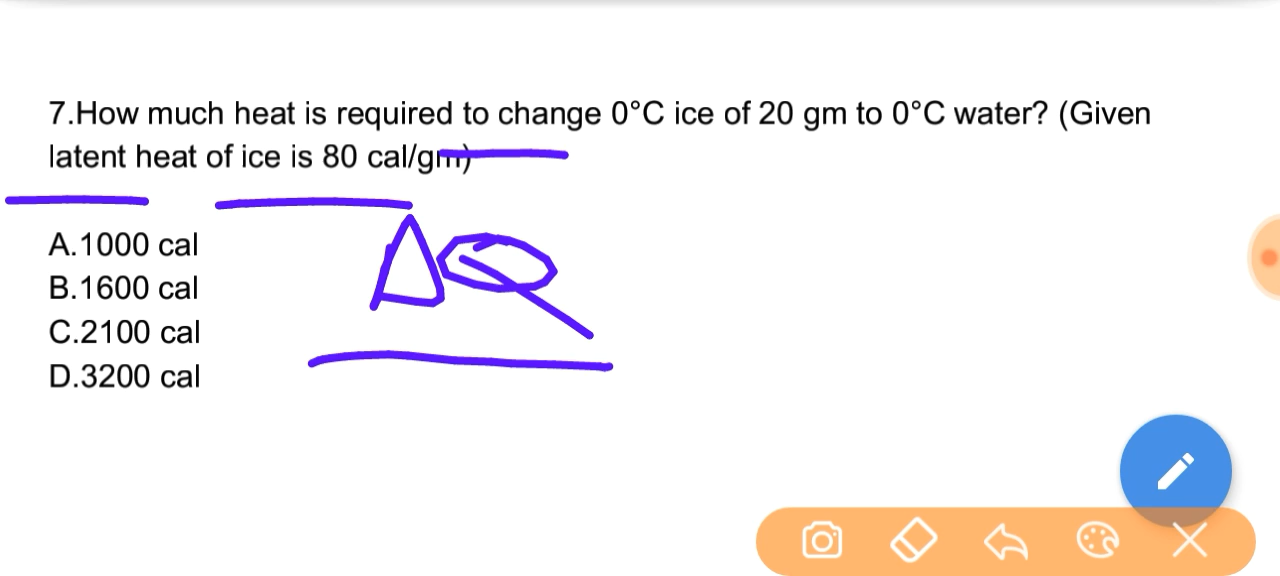 7.How much heat is required to change 0°C ice of 20 gm to 0°C water? (Given
latent heat of ice is 80 cal/gm)
A.1000 cal
B.1600 cal
C.2100 cal
D.3200 cal
ΔQ